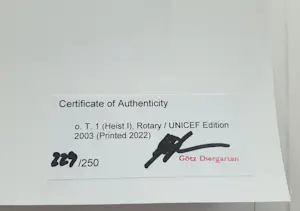 Certificate of Authenticity
o. T. 1 (Heist I), Rotary / UNICEF Edition
2003 (Printed 2022)
229/250
Götz Diergarten